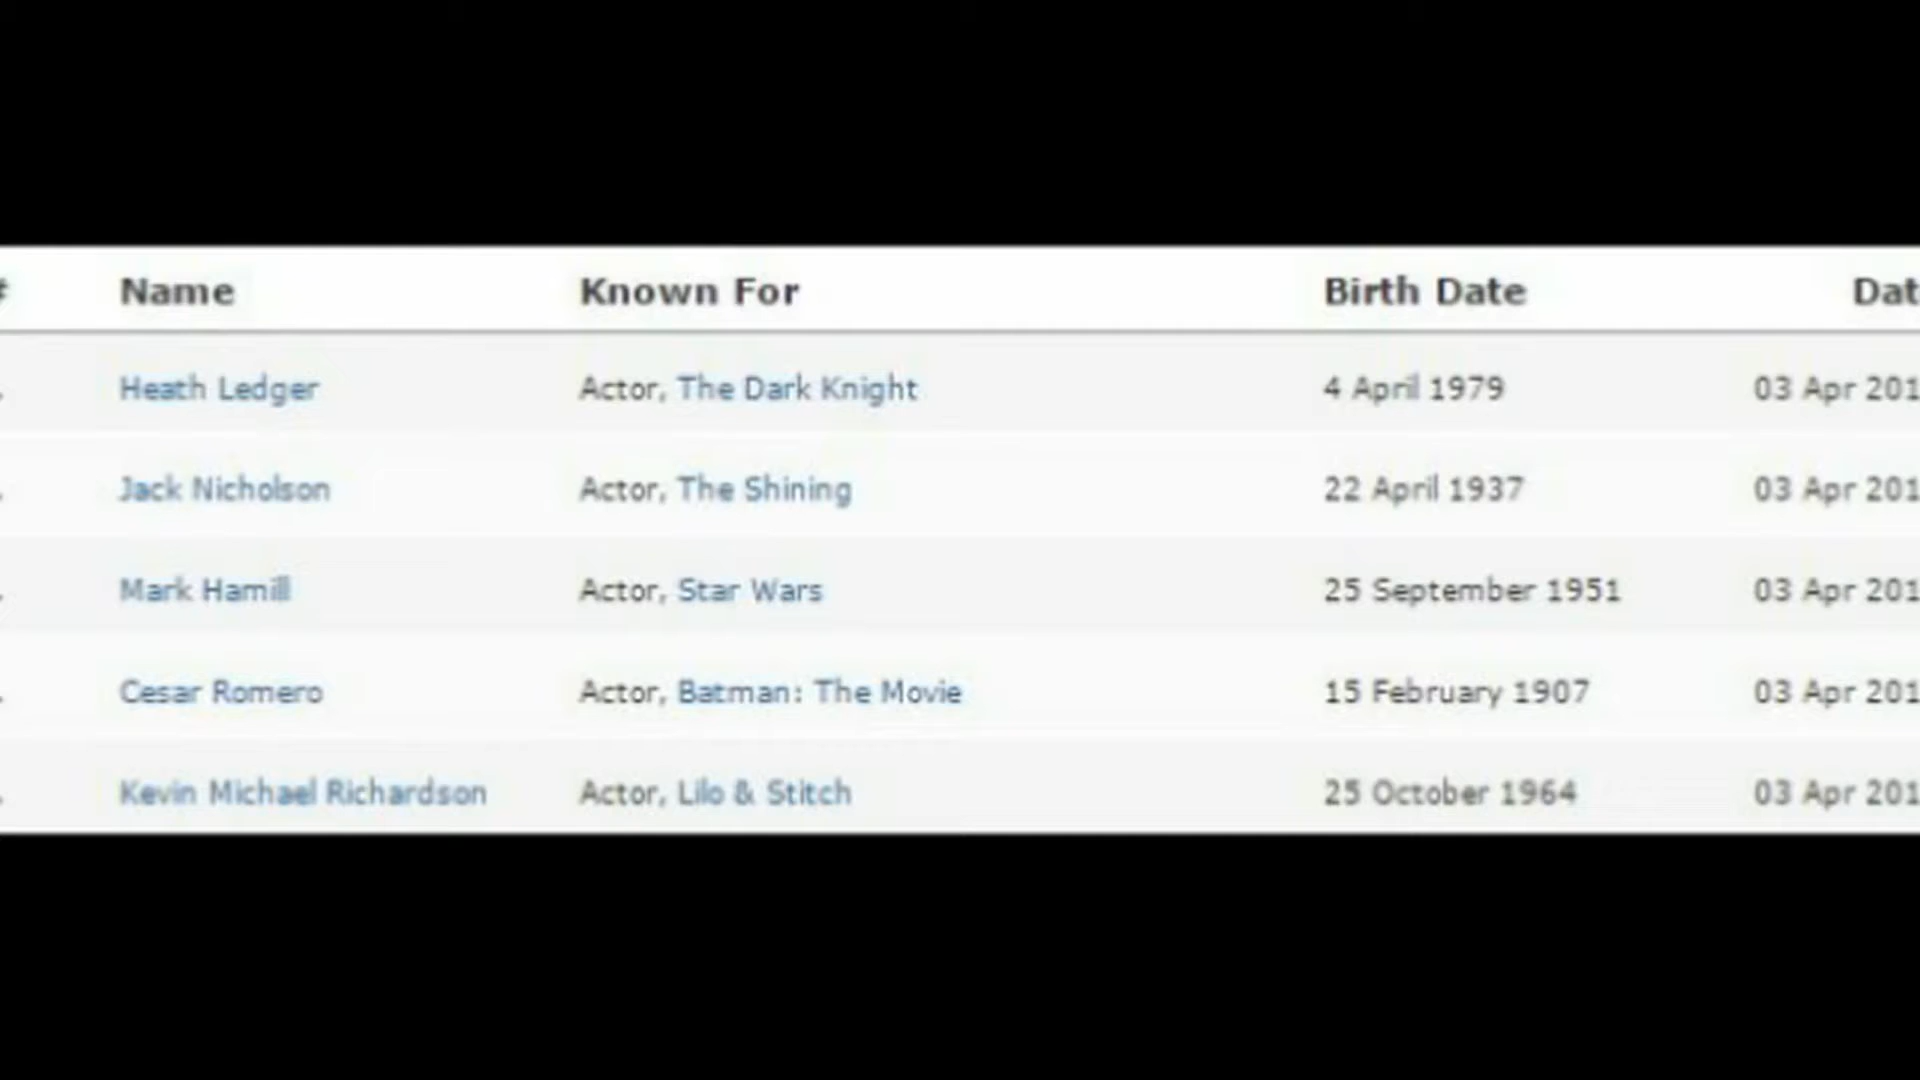 # Name Known For Birth Date Dat
Heath Ledger Actor, The Dark Knight 4 April 1979 03 Apr 201
Jack Nicholson Actor, The Shining 22 April 1937 03 Apr 201
Mark Hamill Actor, Star Wars 25 September 1951 03 Apr 201
Cesar Romero Actor, Batman: The Movie 15 February 1907 03 Apr 201
Kevin Michael Richardson Actor, Lilo & Stitch 25 October 1964 03 Apr 201